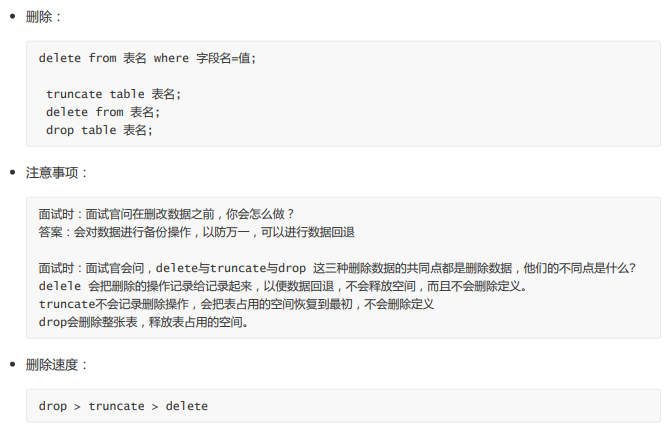 删除：
delete from 表名 where 字段名=值;
truncate table 表名;
delete from 表名;
drop table 表名;
注意事项：
面试时：面试官问在删改数据之前，你会怎么做？
答案：会对数据进行备份操作，以防万一，可以进行数据回退
面试时：面试官会问，delete与truncate与drop 这三种删除数据的共同点都是删除数据，他们的不同点是什么?
delele 会把删除的操作记录给记录起来，以便数据回退，不会释放空间，而且不会删除定义。
truncate不会记录删除操作，会把表占用的空间恢复到最初，不会删除定义
drop会删除整张表，释放表占用的空间。
删除速度：
drop > truncate > delete